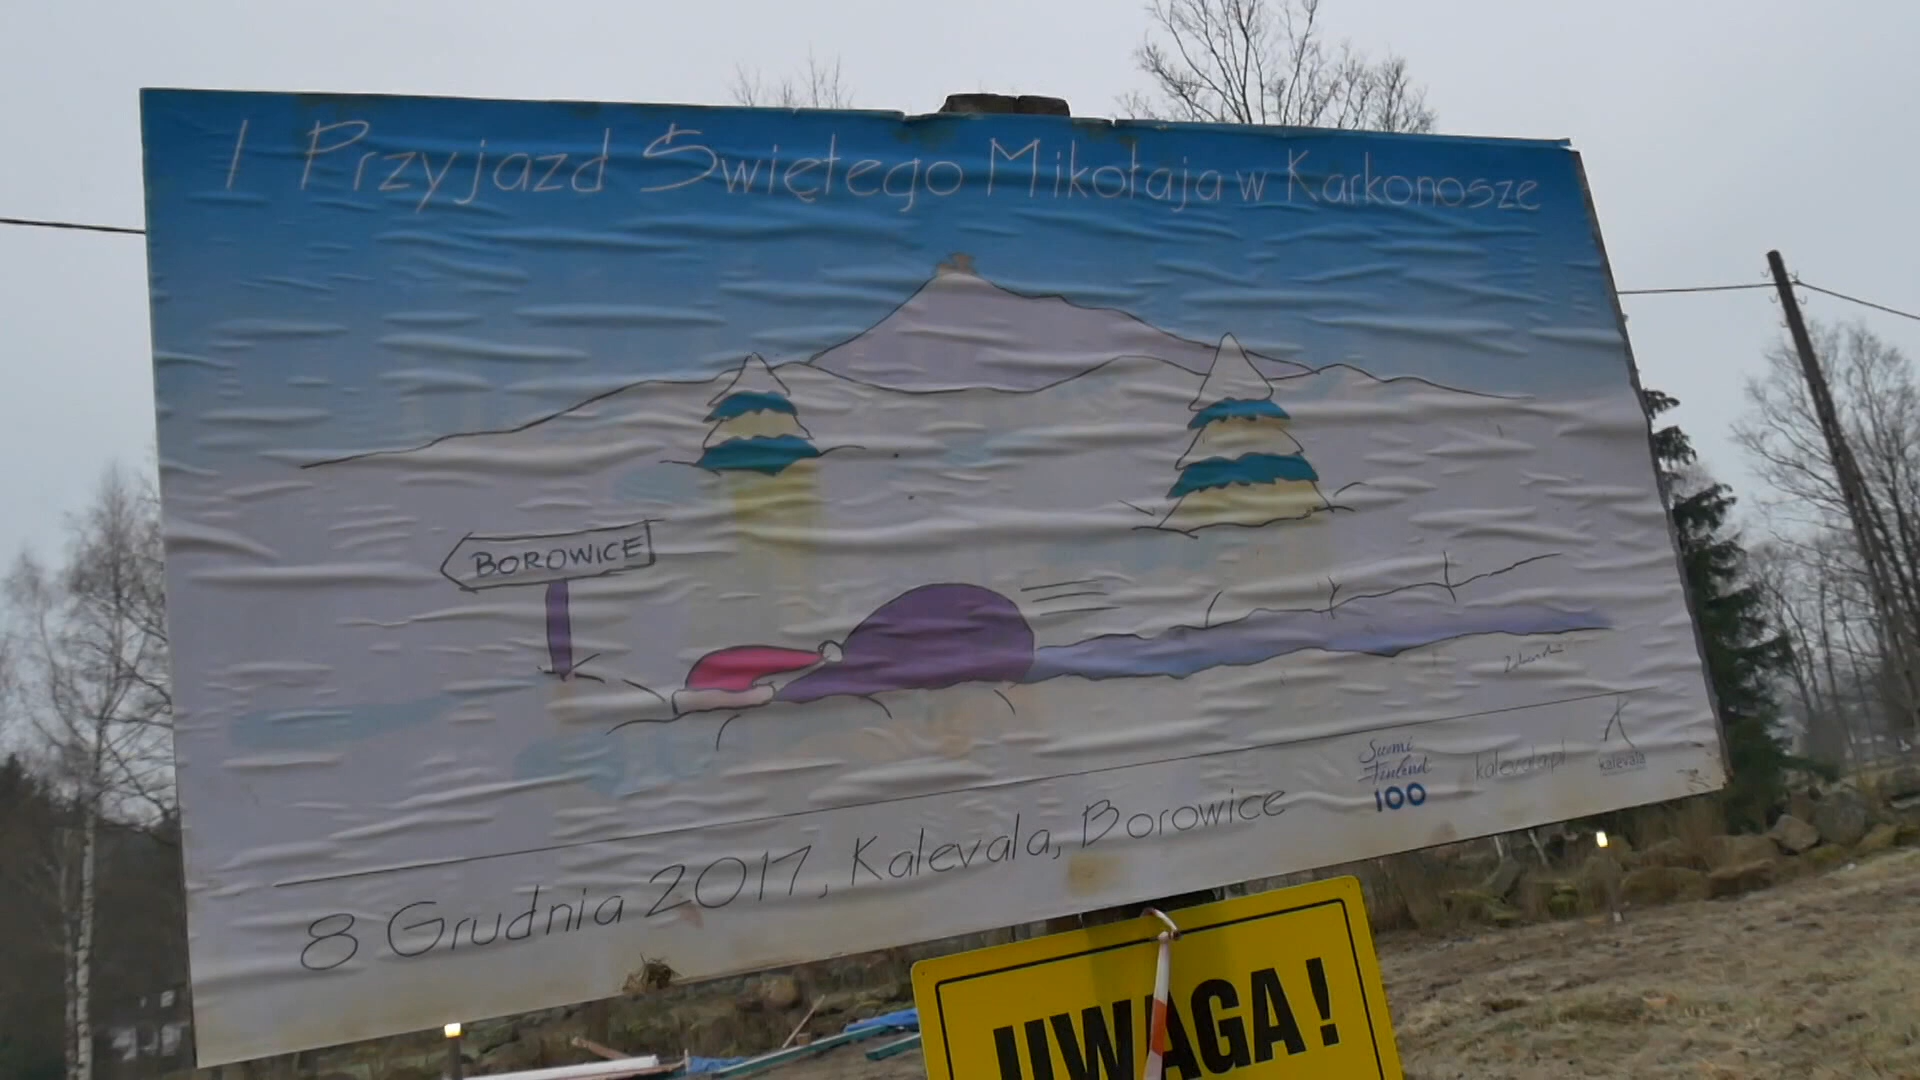 I Przyjazd Świętego Mikołaja w Karkonosze
BOROWICE
Suomi
Finland
100
kalevala.pl
kalevala
8 Grudnia 2017, Kalevala, Borowice
UWAGA!